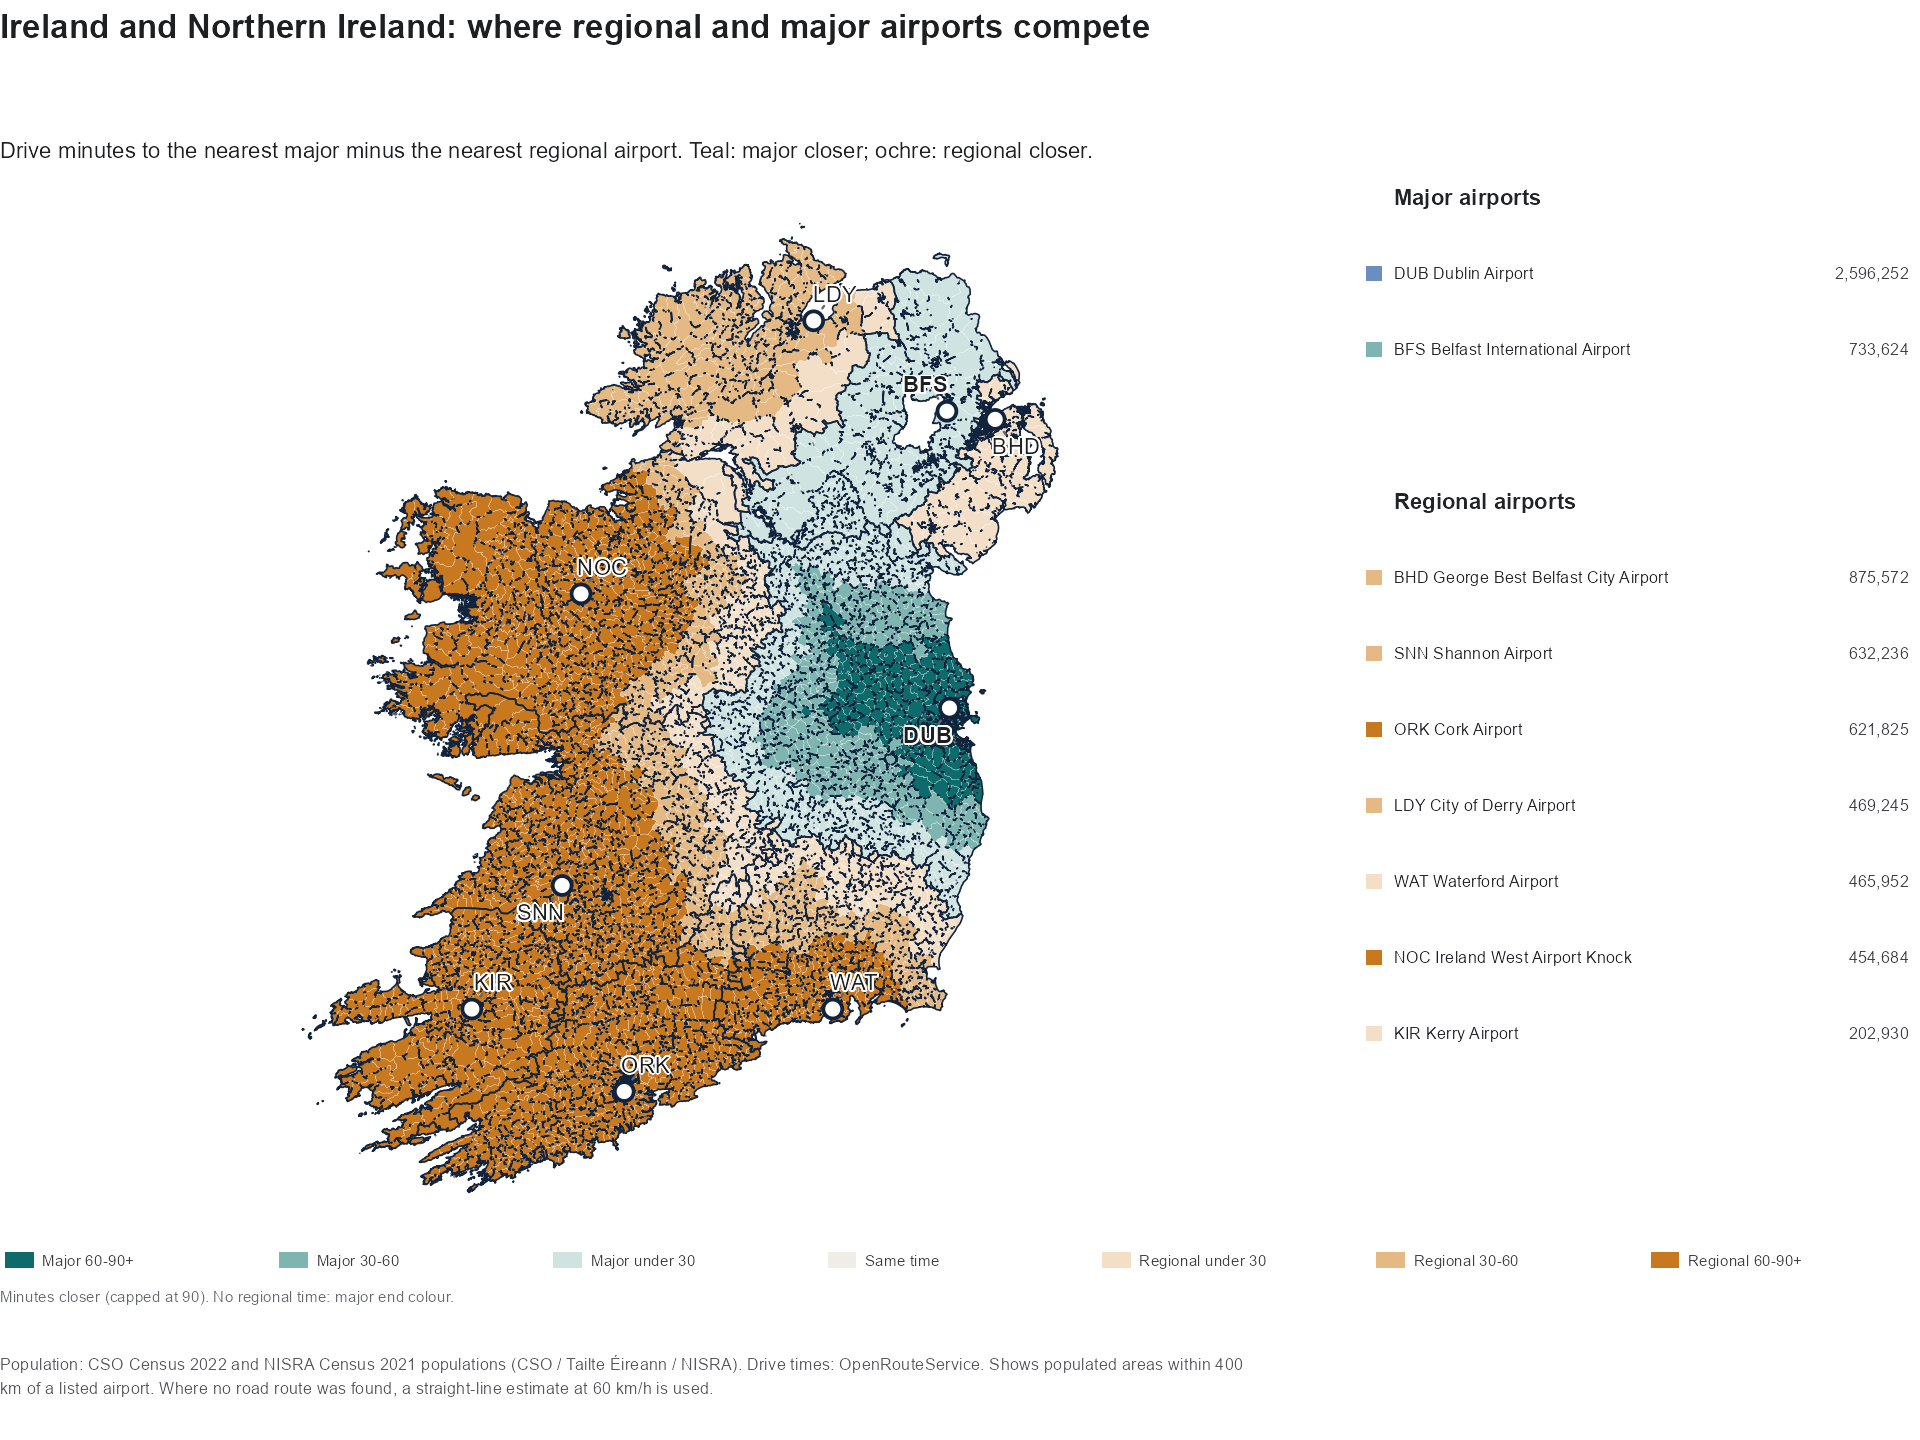 Ireland and Northern Ireland: where regional and major airports compete
Drive minutes to the nearest major minus the nearest regional airport. Teal: major closer; ochre: regional closer.
Major airports
DUB Dublin Airport 2,596,252
BFS Belfast International Airport 733,624
Regional airports
BHD George Best Belfast City Airport 875,572
SNN Shannon Airport 632,236
ORK Cork Airport 621,825
LDY City of Derry Airport 469,245
WAT Waterford Airport 465,952
NOC Ireland West Airport Knock 454,684
KIR Kerry Airport 202,930
LDY
BFS
BHD
NOC
DUB
SNN
KIR
WAT
ORK
Major 60-90+
Major 30-60
Major under 30
Same time
Regional under 30
Regional 30-60
Regional 60-90+
Minutes closer (capped at 90). No regional time: major end colour.
Population: CSO Census 2022 and NISRA Census 2021 populations (CSO / Tailte Éireann / NISRA). Drive times: OpenRouteService. Shows populated areas within 400
km of a listed airport. Where no road route was found, a straight-line estimate at 60 km/h is used.